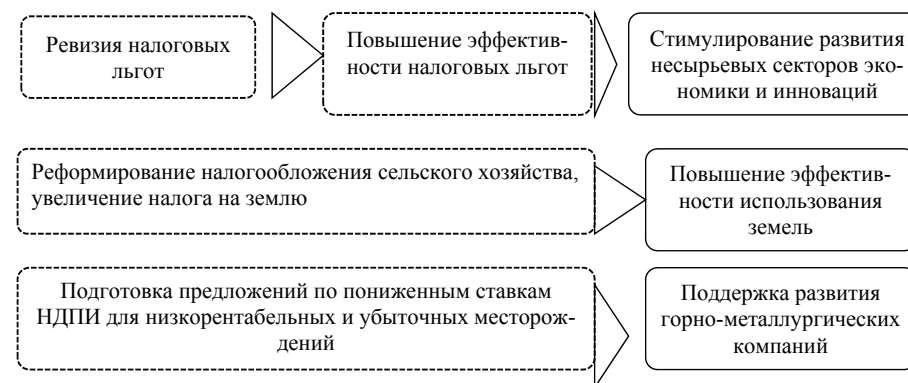 Ревизия налоговых
льгот
Повышение эффектив-
ности налоговых льгот
Стимулирование развития
несырьевых секторов эко-
номики и инноваций
Реформирование налогообложения сельского хозяйства,
увеличение налога на землю
Повышение эффектив-
ности использования
земель
Подготовка предложений по пониженным ставкам
НДПИ для низкорентабельных и убыточных месторож-
дений
Поддержка развития
горно-металлургических
компаний